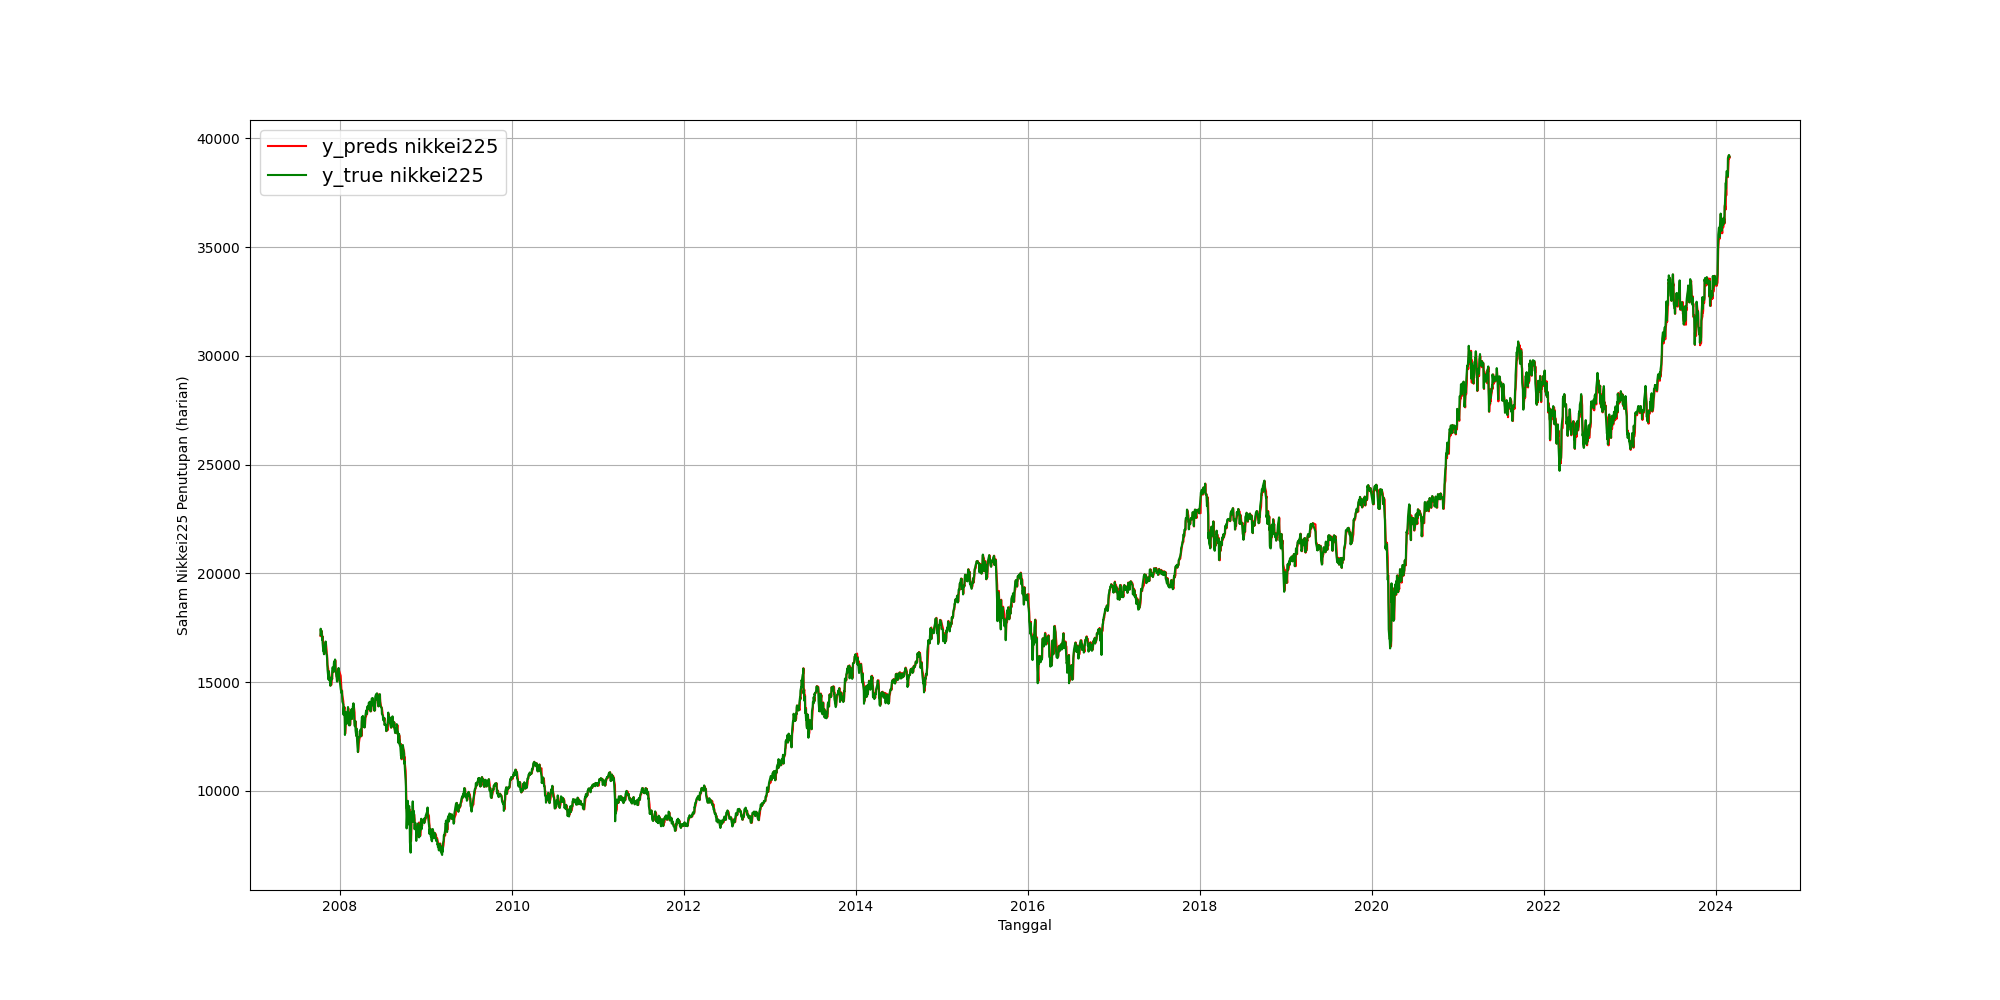 y_preds nikkei225
y_true nikkei225
40000
35000
30000
25000
20000
15000
10000
Saham Nikkei225 Penutupan (harian)
2008 2010 2012 2014 2016 2018 2020 2022 2024
Tanggal